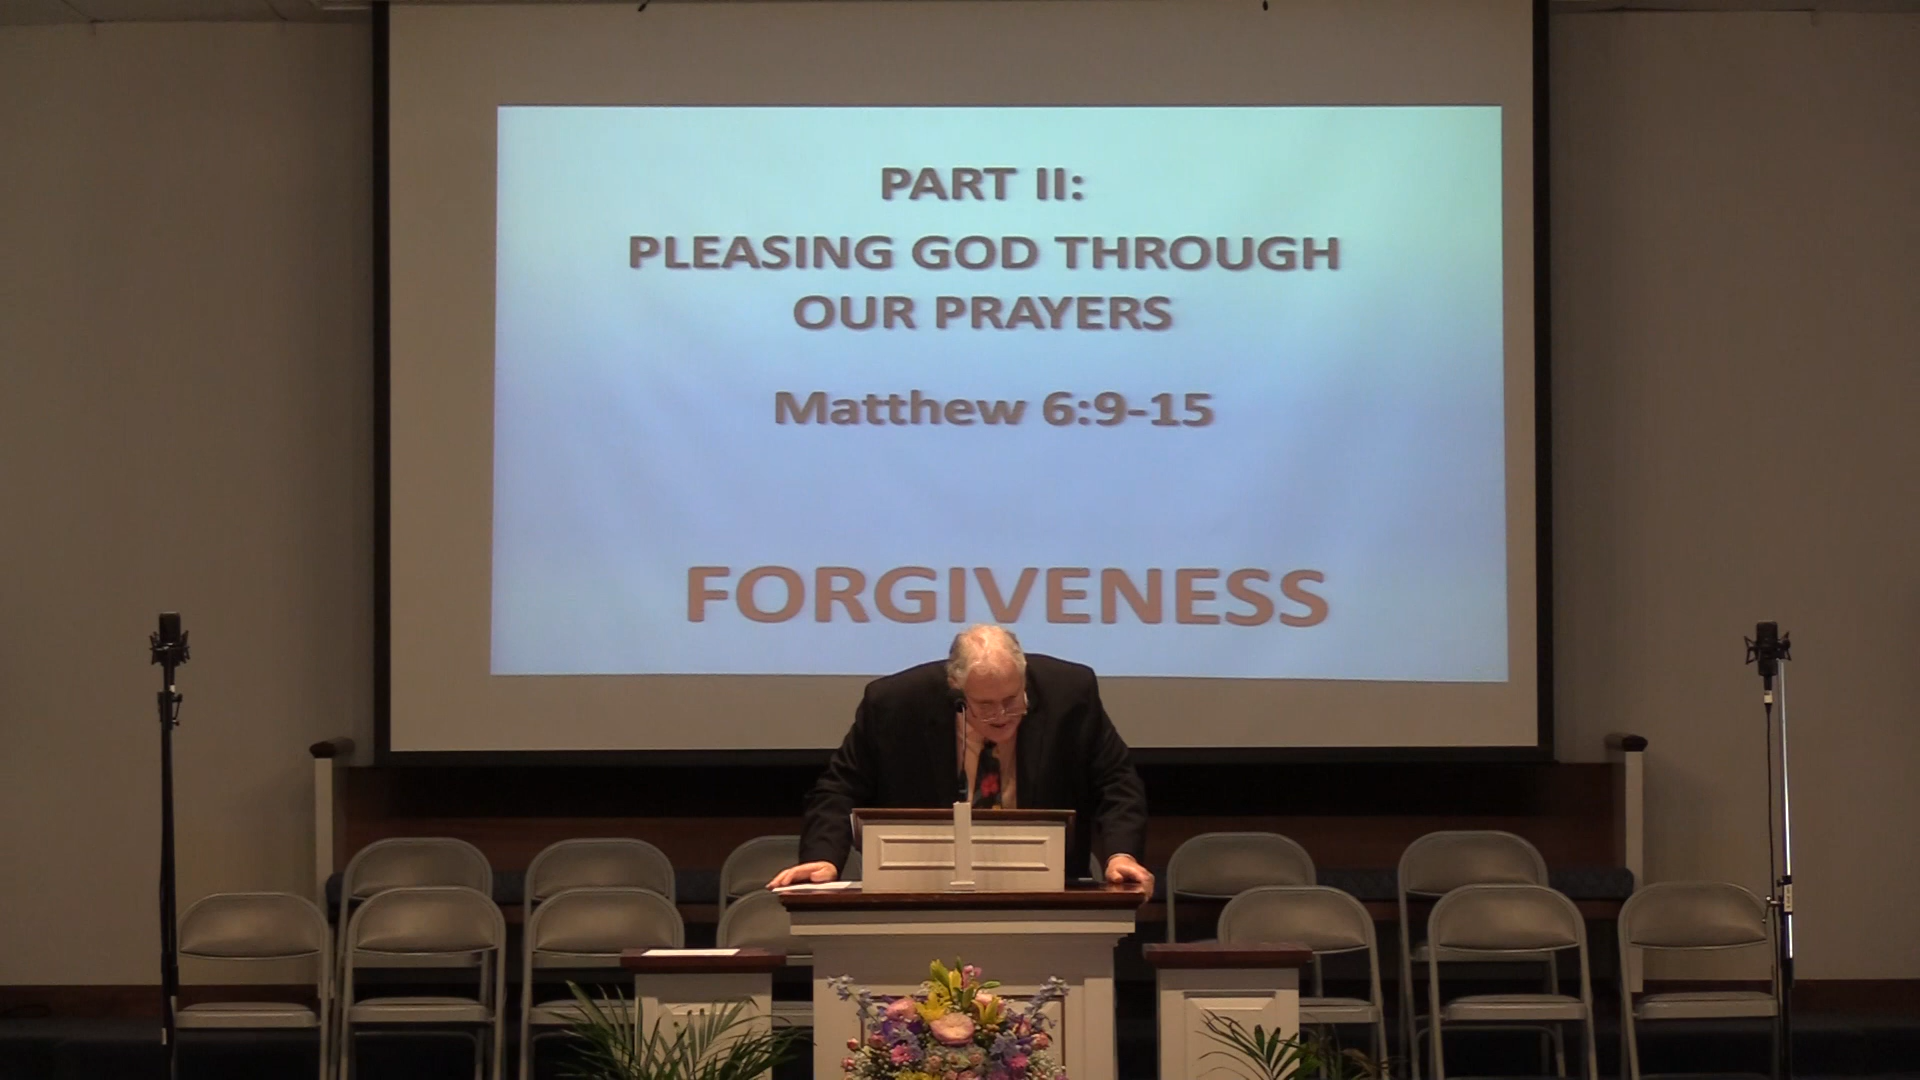 PART II:
PLEASING GOD THROUGH
OUR PRAYERS
Matthew 6:9-15
FORGIVENESS